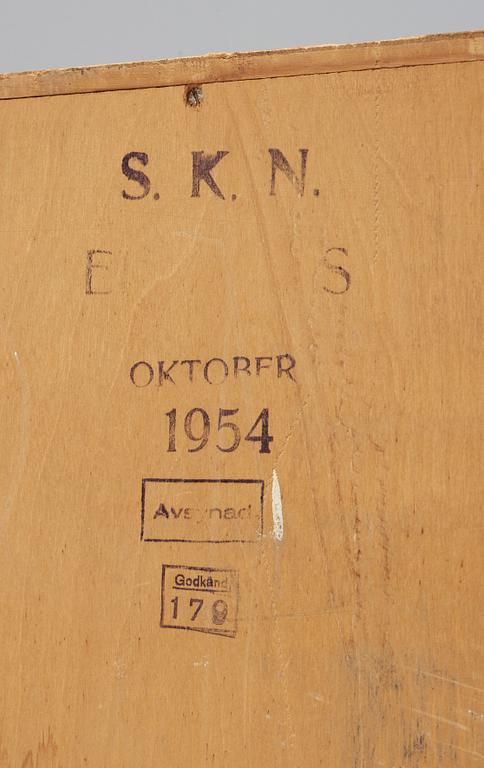 S. K. N.
E S
OKTOBER
1954
Avsynad
Godkänd
179